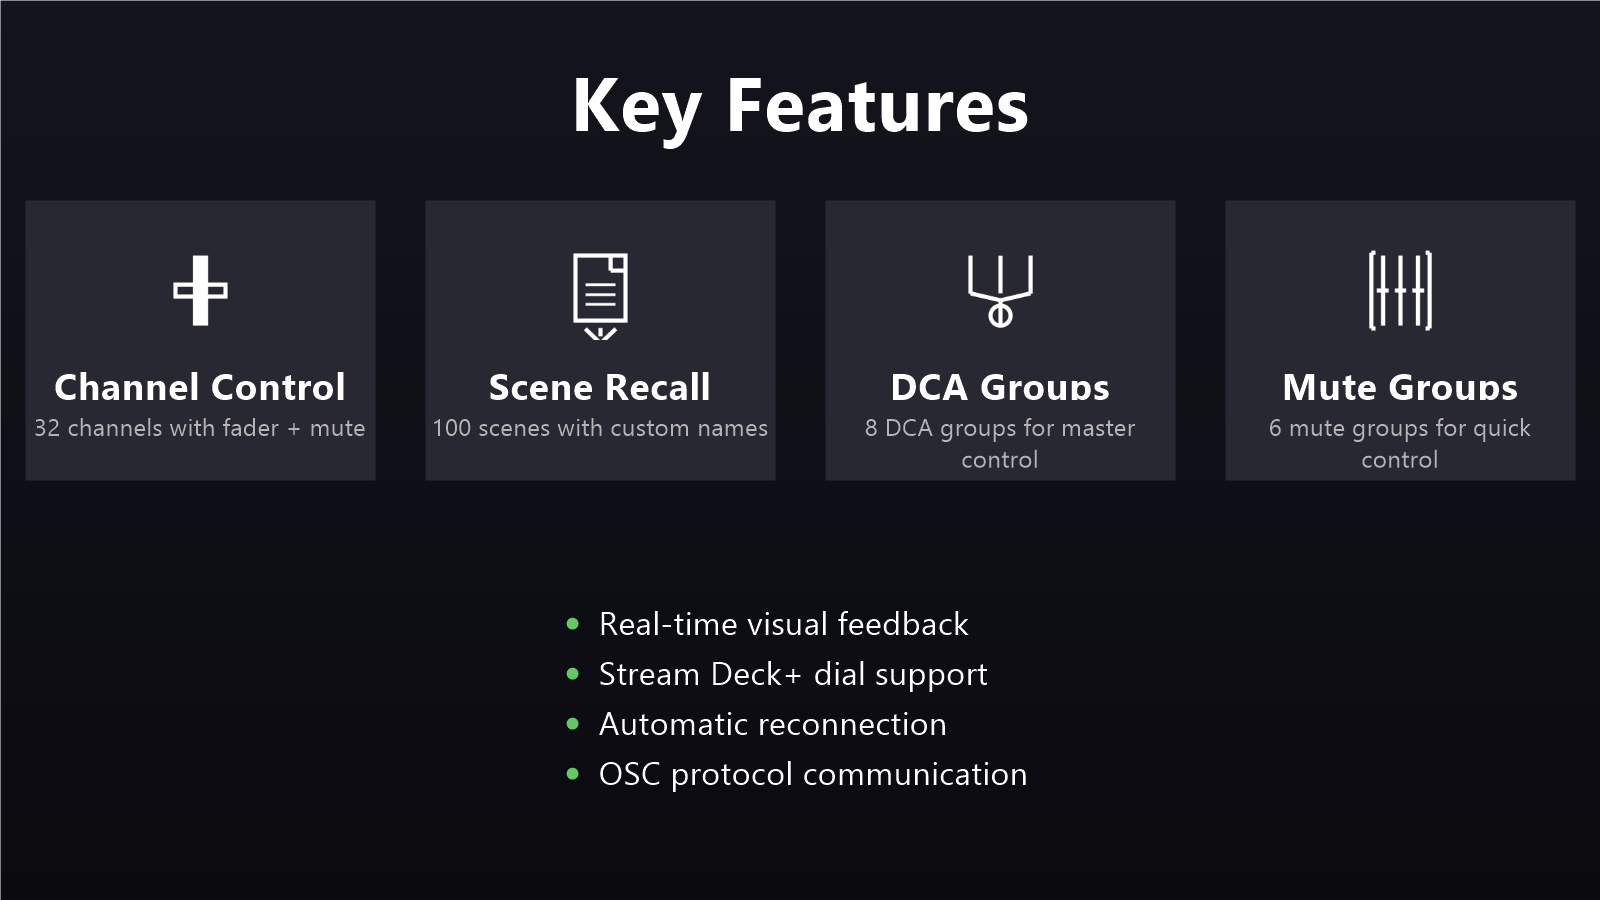 Key Features
Channel Control
32 channels with fader + mute
Scene Recall
100 scenes with custom names
DCA Groups
8 DCA groups for master
control
Mute Groups
6 mute groups for quick
control
Real-time visual feedback
Stream Deck+ dial support
Automatic reconnection
OSC protocol communication